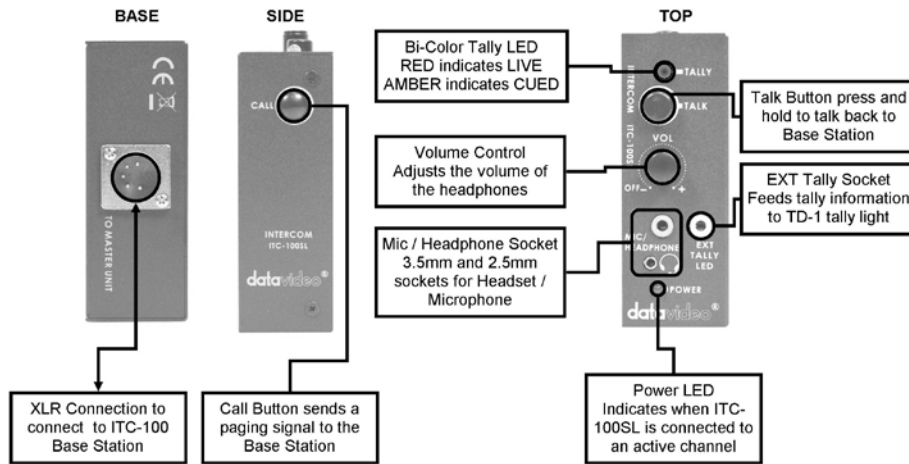 BASE
SIDE
TOP
TO MASTER UNIT
CALL
INTERCOM
ITC-100SL
datavideo®
Bi-Color Tally LED
RED indicates LIVE
AMBER indicates CUED
Volume Control
Adjusts the volume of
the headphones
Mic / Headphone Socket
3.5mm and 2.5mm
sockets for Headset /
Microphone
TALLY
TALK
INTERCOM ITC-100S
VOL
OFF - +
MIC/
HEADPHONE
EXT
TALLY
LED
POWER
datavideo®
Talk Button press and
hold to talk back to
Base Station
EXT Tally Socket
Feeds tally information
to TD-1 tally light
XLR Connection to
connect to ITC-100
Base Station
Call Button sends a
paging signal to the
Base Station
Power LED
Indicates when ITC-
100SL is connected to
an active channel